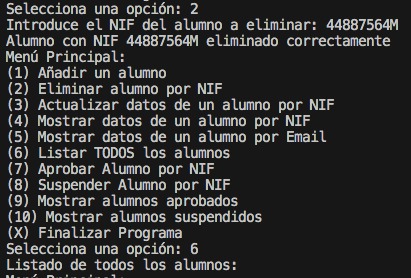 Selecciona una opción: 2
Introduce el NIF del alumno a eliminar: 44887564M
Alumno con NIF 44887564M eliminado correctamente
Menú Principal:
(1) Añadir un alumno
(2) Eliminar alumno por NIF
(3) Actualizar datos de un alumno por NIF
(4) Mostrar datos de un alumno por NIF
(5) Mostrar datos de un alumno por Email
(6) Listar TODOS los alumnos
(7) Aprobar Alumno por NIF
(8) Suspender Alumno por NIF
(9) Mostrar alumnos aprobados
(10) Mostrar alumnos suspendidos
(X) Finalizar Programa
Selecciona una opción: 6
Listado de todos los alumnos:
Menú Principal: